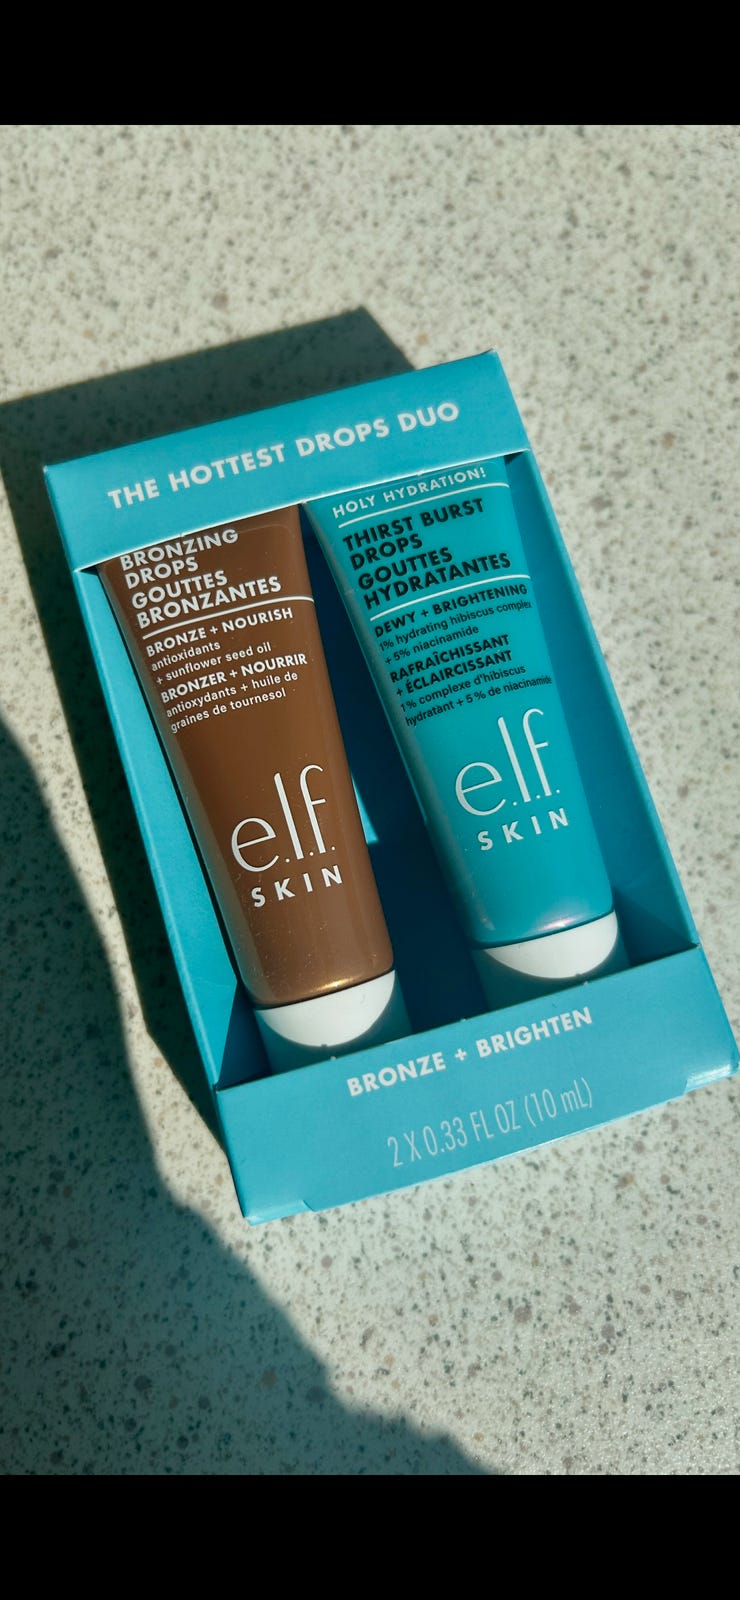 THE HOTTEST DROPS DUO
BRONZING
DROPS
GOUTTES
BRONZANTES
BRONZE + NOURISH
antioxidants
+ sunflower seed oil
BRONZER + NOURRIR
antioxydants + huile de
graines de tournesol
e.l.f.
SKIN
HOLY HYDRATION!
THIRST BURST
DROPS
GOUTTES
HYDRATANTES
DEWY + BRIGHTENING
1% hydrating hibiscus complex
+ 5% niacinamide
RAFRAÎCHISSANT
+ ÉCLAIRCISSANT
1% complexe d'hibiscus
hydratant + 5% de niacinamide
e.l.f.
SKIN
BRONZE + BRIGHTEN
2 X 0.33 FL OZ (10 mL)